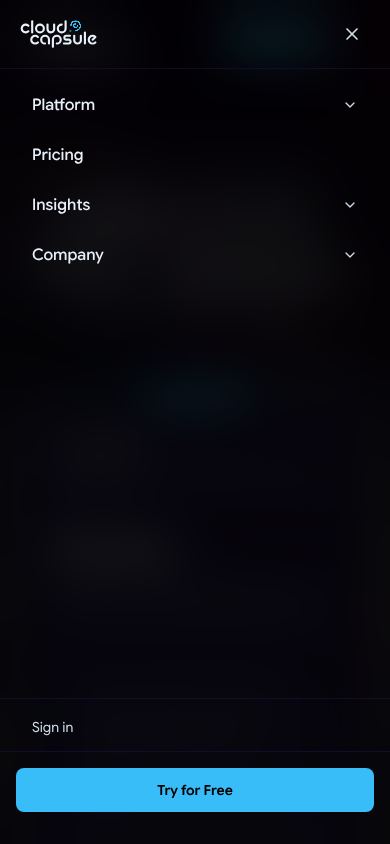 cloud
capsule
Platform
Pricing
Insights
Company
Sign in
Try for Free